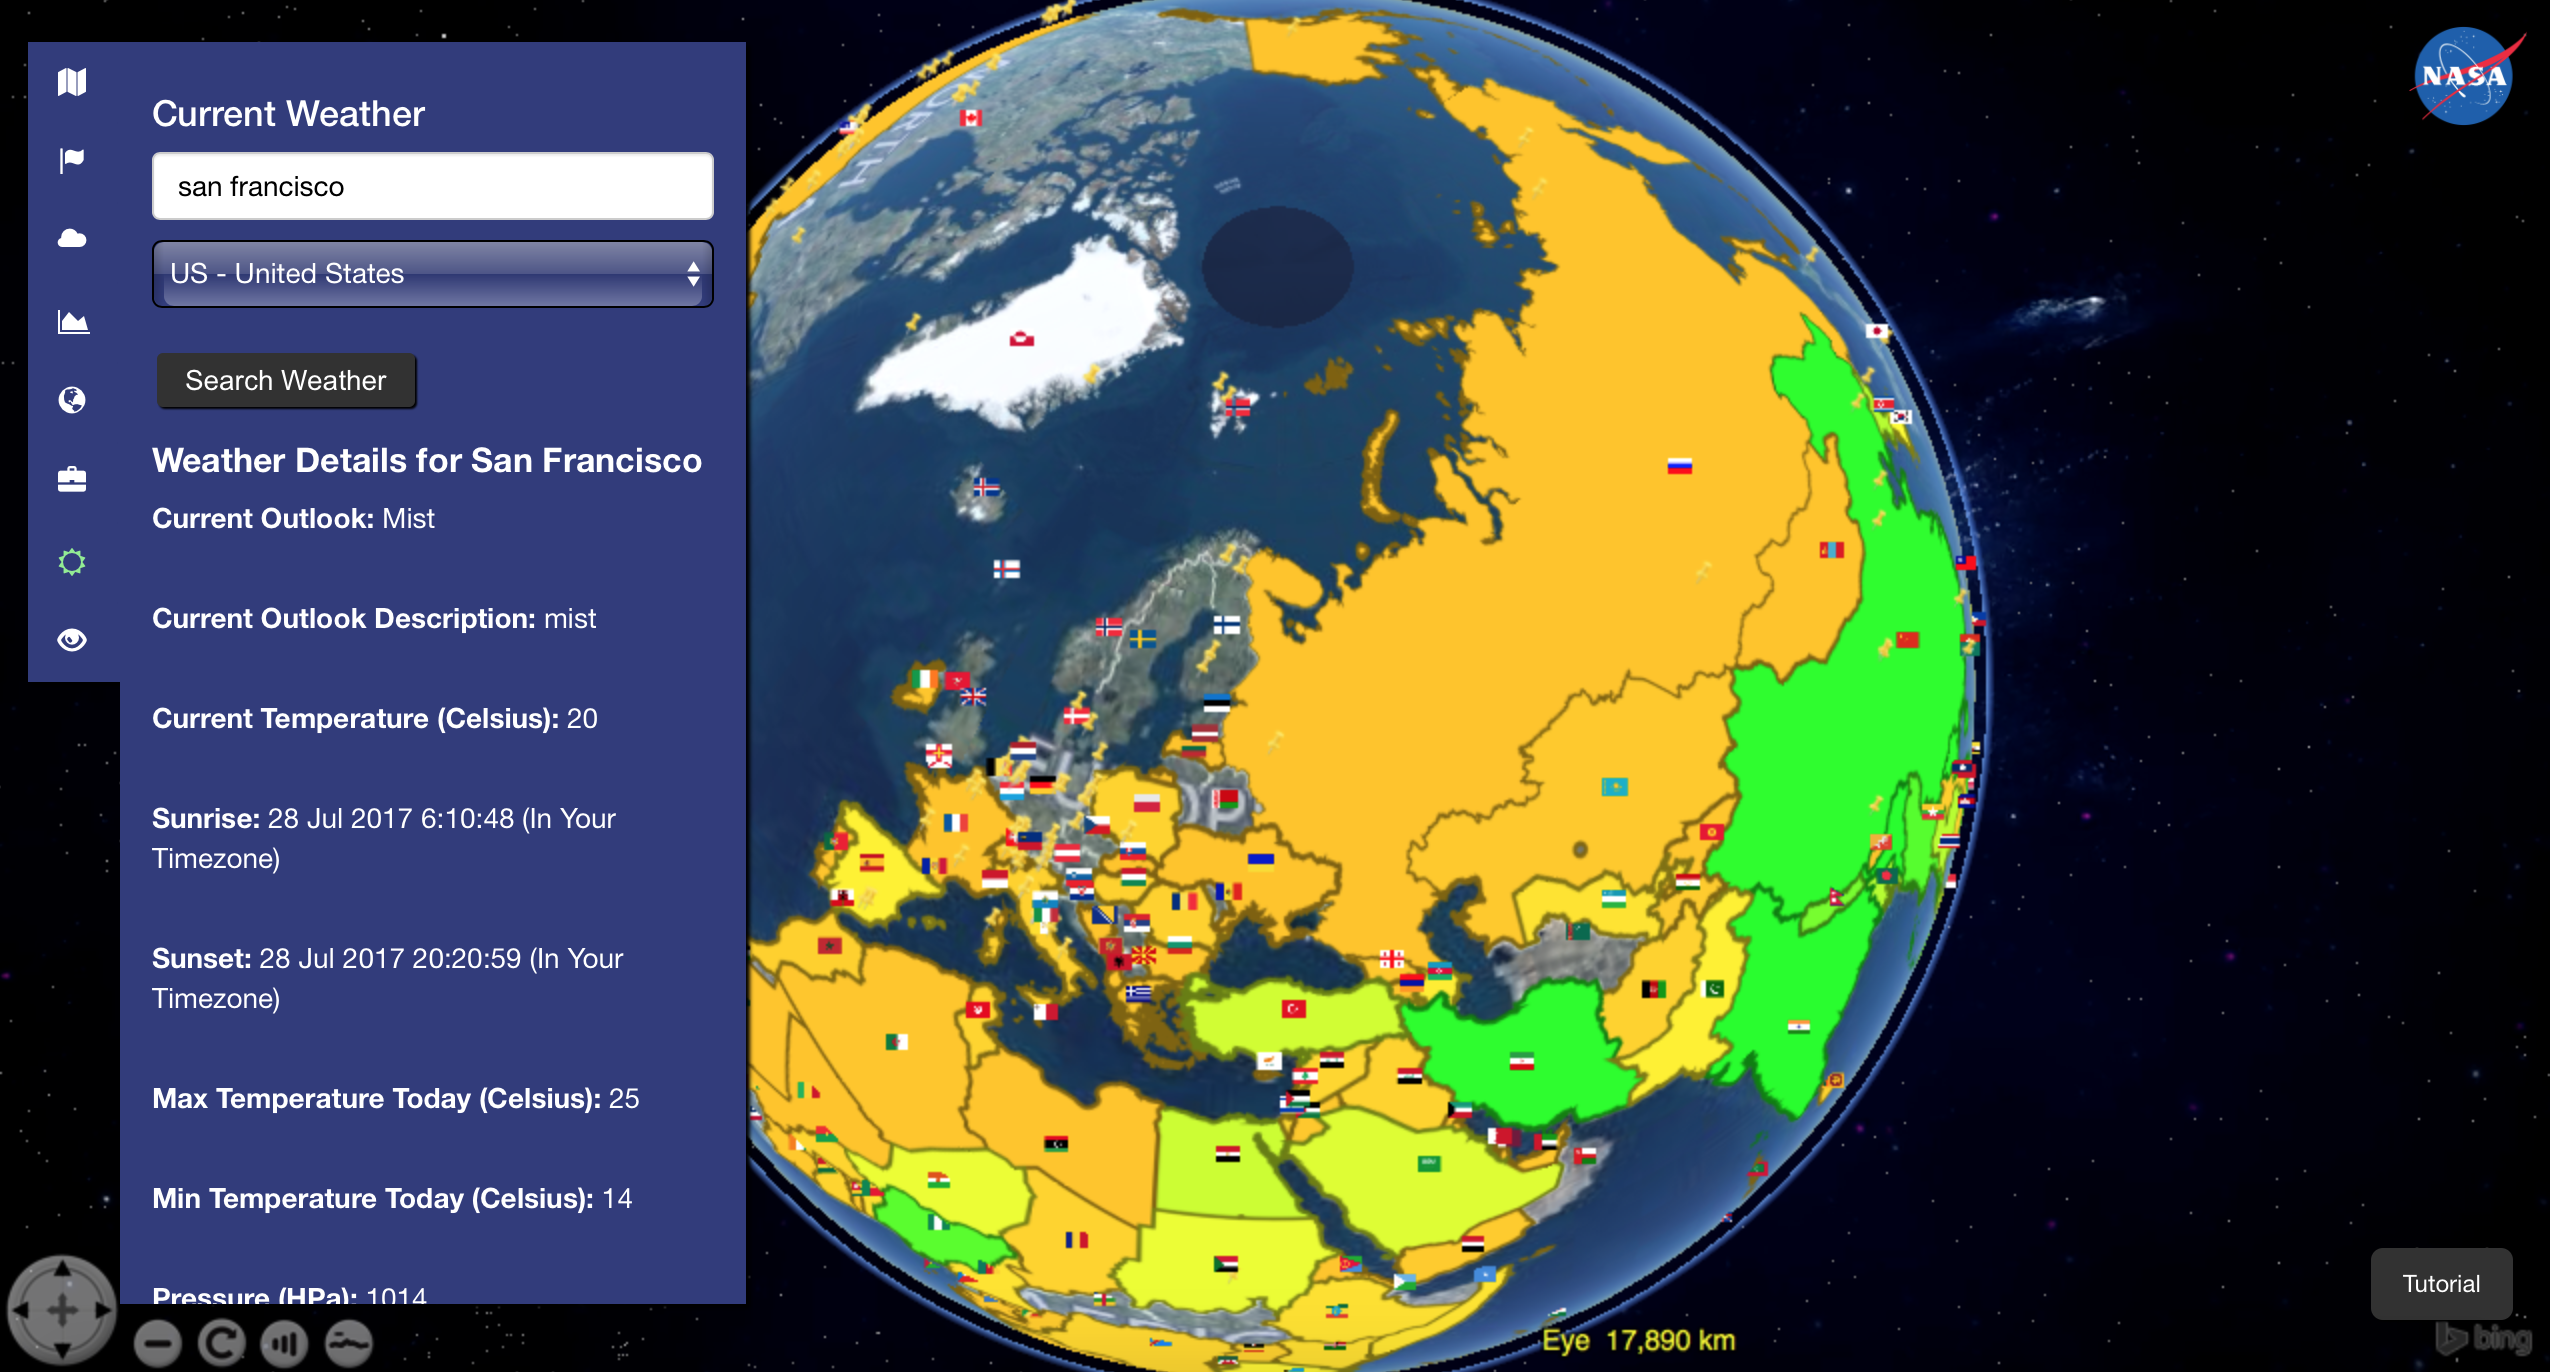 Current Weather
san francisco
US - United States
Search Weather
Weather Details for San Francisco
Current Outlook: Mist
Current Outlook Description: mist
Current Temperature (Celsius): 20
Sunrise: 28 Jul 2017 6:10:48 (In Your
Timezone)
Sunset: 28 Jul 2017 20:20:59 (In Your
Timezone)
Max Temperature Today (Celsius): 25
Min Temperature Today (Celsius): 14
Pressure (HPa): 1014
NASA
Eye 17,890 km
Tutorial
bing